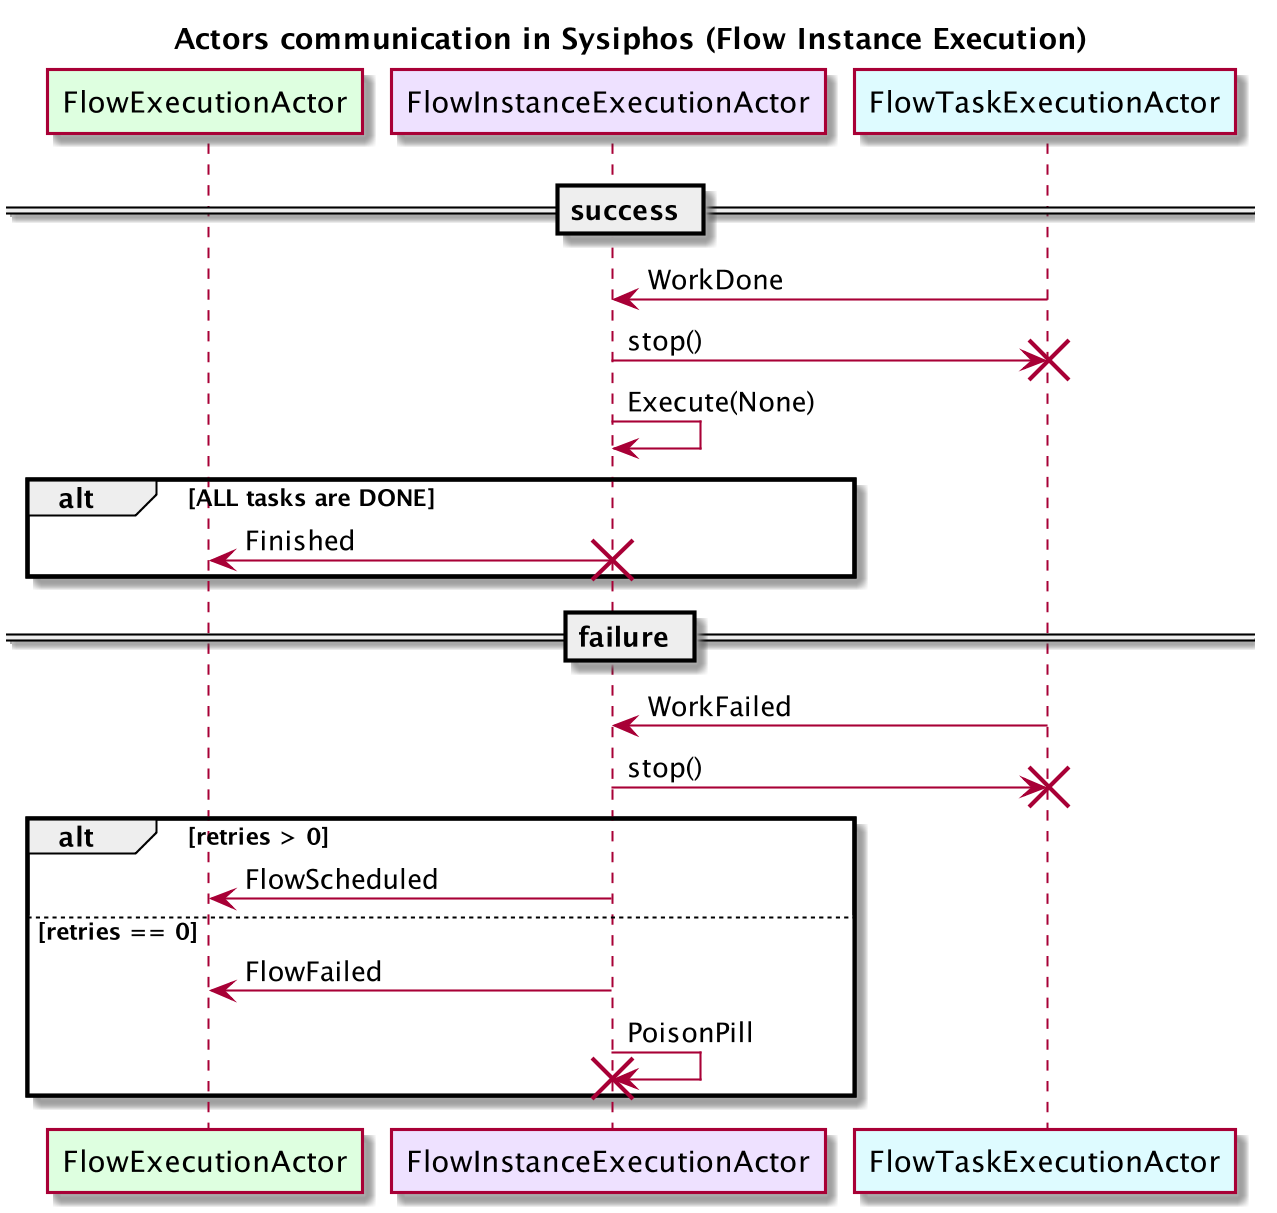 Actors communication in Sysiphos (Flow Instance Execution)
FlowExecutionActor
FlowInstanceExecutionActor
FlowTaskExecutionActor
success
WorkDone
stop()
Execute(None)
alt
[ALL tasks are DONE]
Finished
failure
WorkFailed
stop()
alt
[retries > 0]
FlowScheduled
[retries == 0]
FlowFailed
PoisonPill
FlowExecutionActor
FlowInstanceExecutionActor
FlowTaskExecutionActor